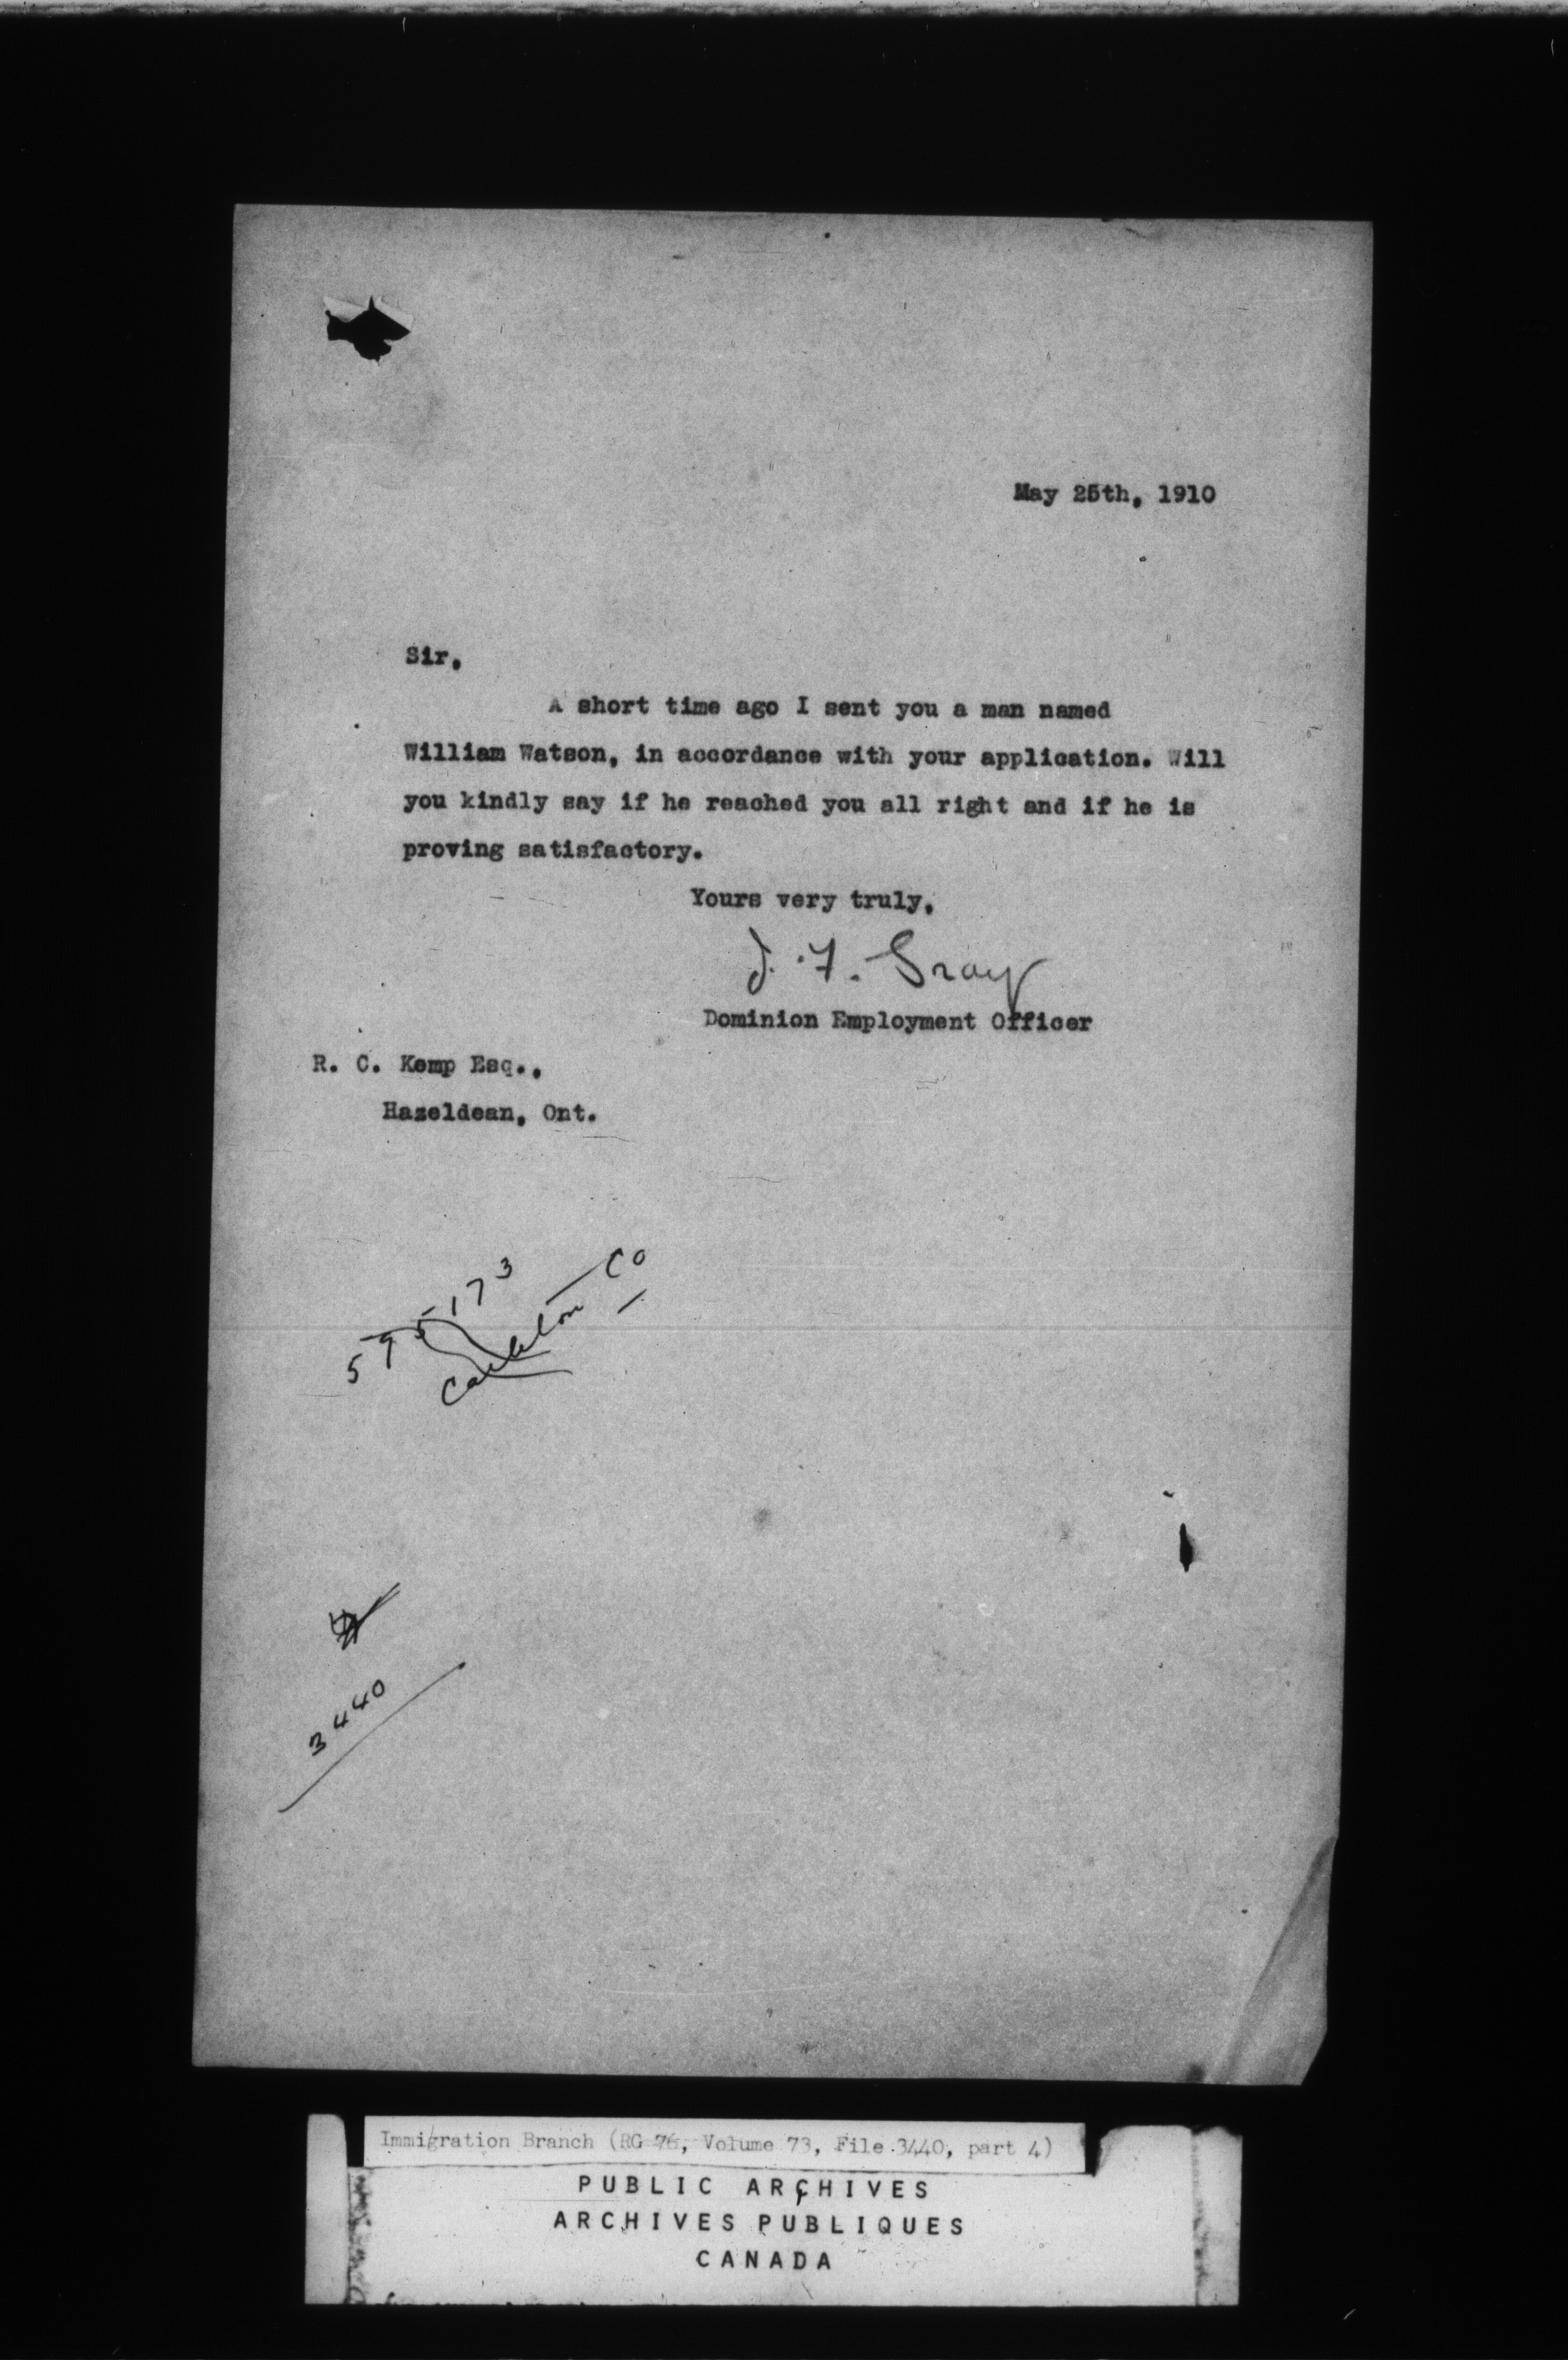 May 25th, 1910
Sir,
A short time ago I sent you a man named
William Watson, in accordance with your application. Will
you kindly say if he reached you all right and if he is
proving satisfactory.
Yours very truly,
J. F. Gray
Dominion Employment Officer
R. C. Kemp Esq.,
Hazeldean, Ont.
595173
Carleton Co
3440
Immigration Branch (RG 76, Volume 73, File 3440, part 4)
PUBLIC ARCHIVES
ARCHIVES PUBLIQUES
CANADA